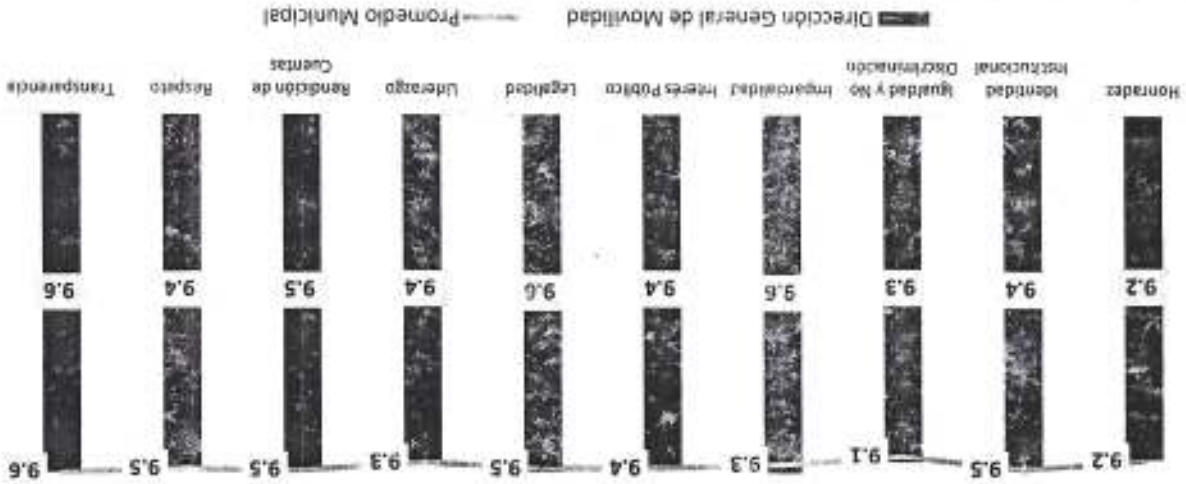 9.2 9.5 9.1 9.3 9.4 9.5 9.3 9.5 9.5 9.6
9.2 9.4 9.3 9.6 9.4 9.6 9.4 9.5 9.4 9.6
Honradez
Identidad
Institucional
Igualdad y No
Discriminación
Imparcialidad
Interés Público
Legalidad
Liderazgo
Rendición de
Cuentas
Respeto
Transparencia
Dirección General de Movilidad
Promedio Municipal